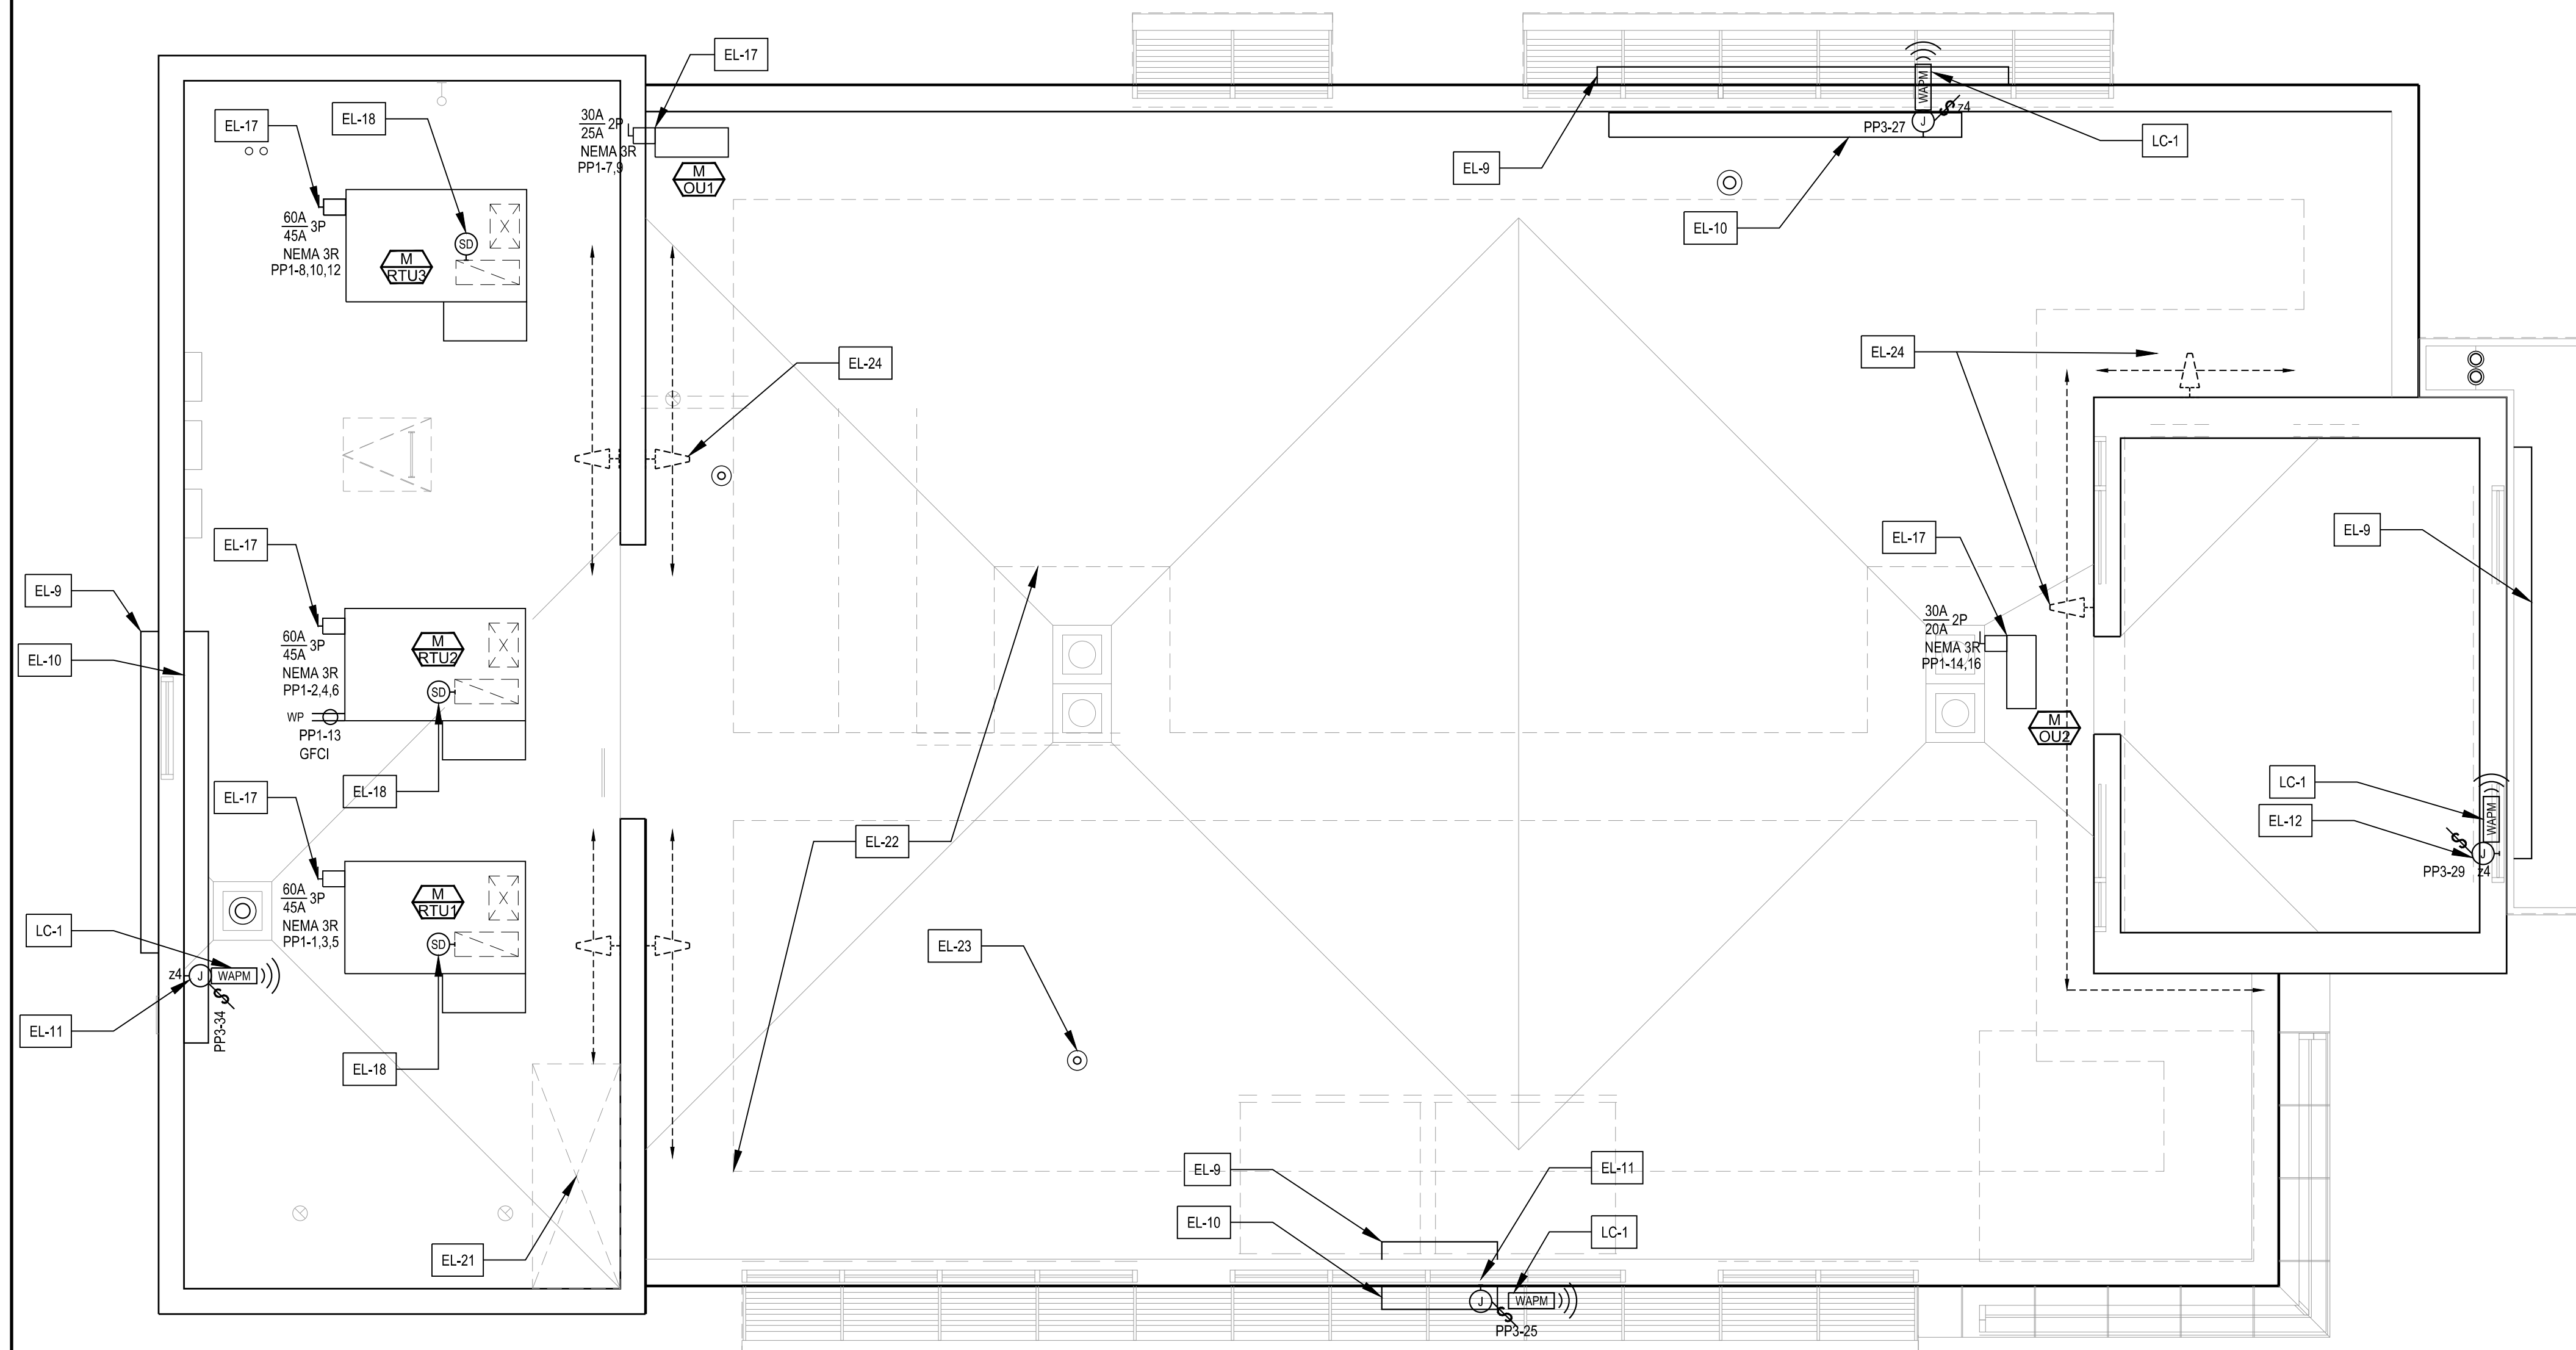 EL-17
EL-17
EL-18
30A
25A 2P
NEMA 3R
PP1-7,9
M
OU1
60A
45A 3P
NEMA 3R
PP1-8,10,12
SD
X
M
RTU3
EL-9
WAPM
z4
J
PP3-27
LC-1
EL-10
EL-24
EL-24
EL-17
EL-9
EL-10
60A
45A 3P
NEMA 3R
PP1-2,4,6
M
RTU2
X
SD
WP
PP1-13
GFCI
EL-18
EL-17
30A
20A 2P
NEMA 3R
PP1-14,16
M
OU2
EL-9
EL-17
60A
45A 3P
NEMA 3R
PP1-1,3,5
M
RTU1
X
SD
EL-18
EL-22
LC-1
EL-12
WAPM
J
PP3-29 z4
LC-1
z4
J
WAPM
PP3-34
EL-11
EL-23
EL-21
EL-9
EL-10
EL-11
LC-1
J
WAPM
PP3-25